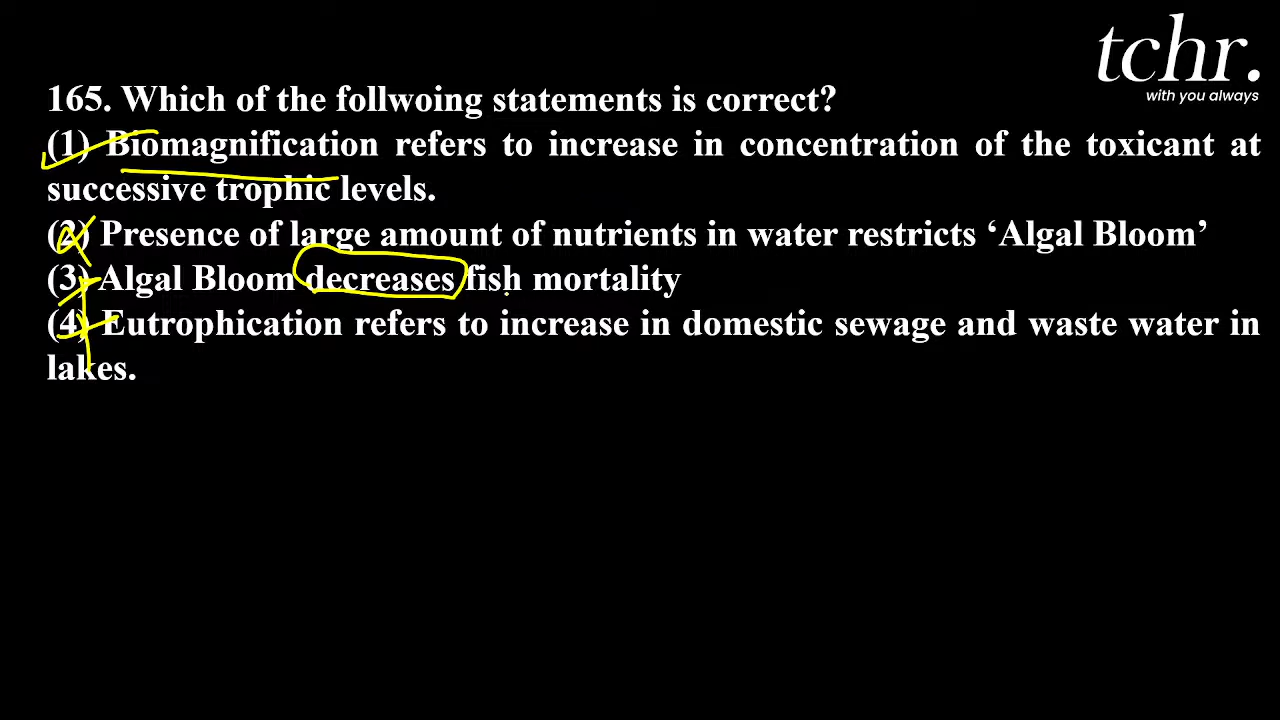 tchr.
with you always
165. Which of the follwoing statements is correct?
(1) Biomagnification refers to increase in concentration of the toxicant at
successive trophic levels.
(2) Presence of large amount of nutrients in water restricts ‘Algal Bloom’
(3) Algal Bloom decreases fish mortality
(4) Eutrophication refers to increase in domestic sewage and waste water in
lakes.